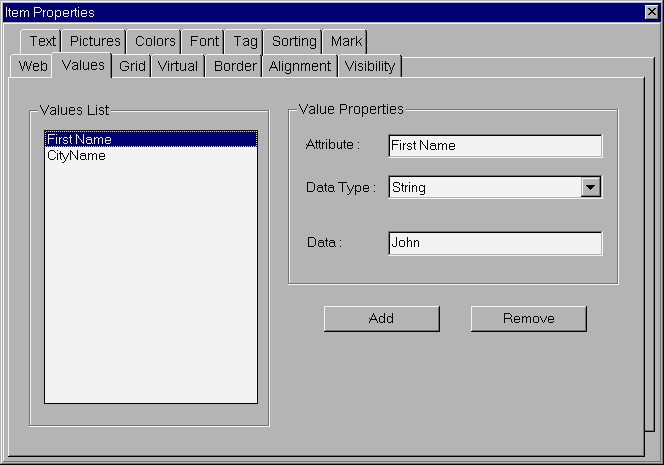 Item Properties
Text Pictures Colors Font Tag Sorting Mark
Web Values Grid Virtual Border Alignment Visibility
Values List
First Name
CityName
Value Properties
Attribute : First Name
Data Type : String
Data : John
Add Remove